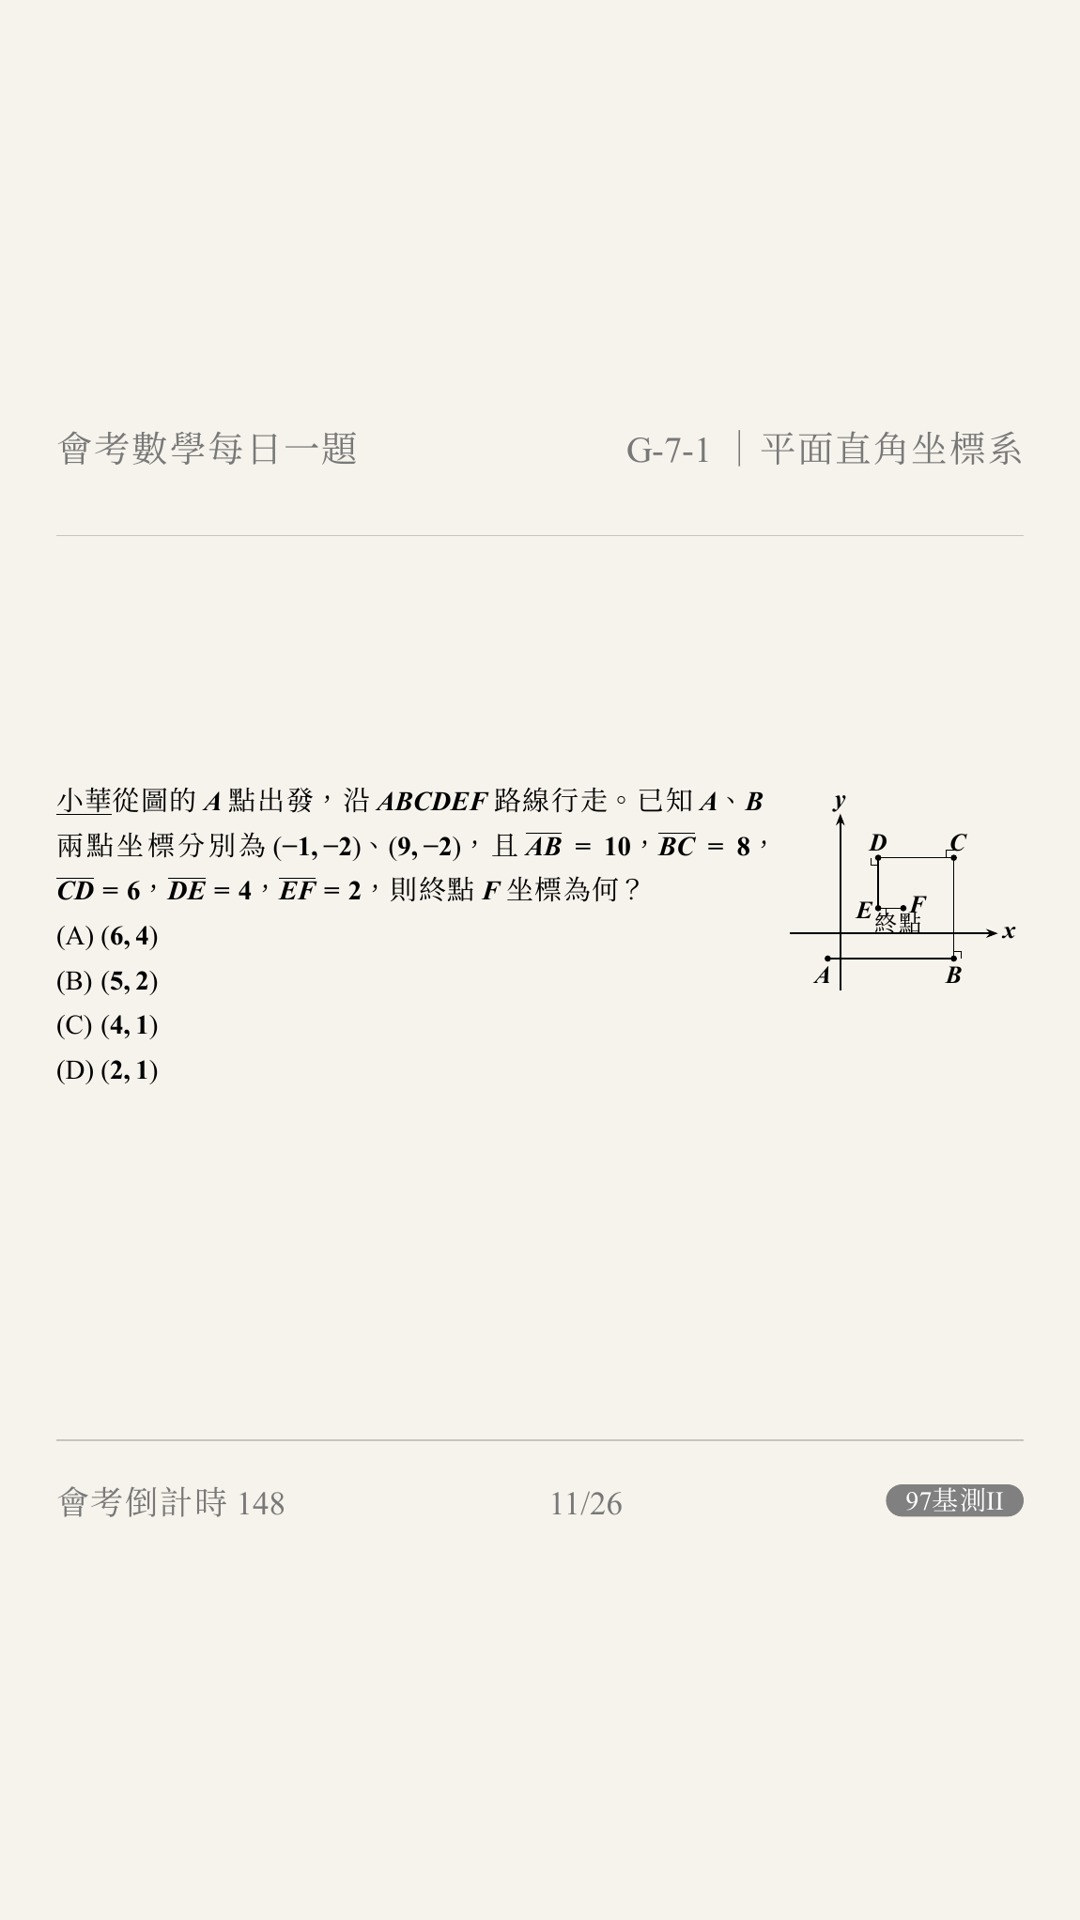 會考數學每日一題
G-7-1 | 平面直角坐標系
小華從圖的 A 點出發，沿 ABCDEF 路線行走。已知 A、B
兩點坐標分別為 (−1, −2)、(9, −2)，且 AB = 10，BC = 8，
CD = 6，DE = 4，EF = 2，則終點 F 坐標為何？
(A) (6, 4)
(B) (5, 2)
(C) (4, 1)
(D) (2, 1)
y
D
C
E
F
終點
x
A
B
會考倒計時 148
11/26
97基測II